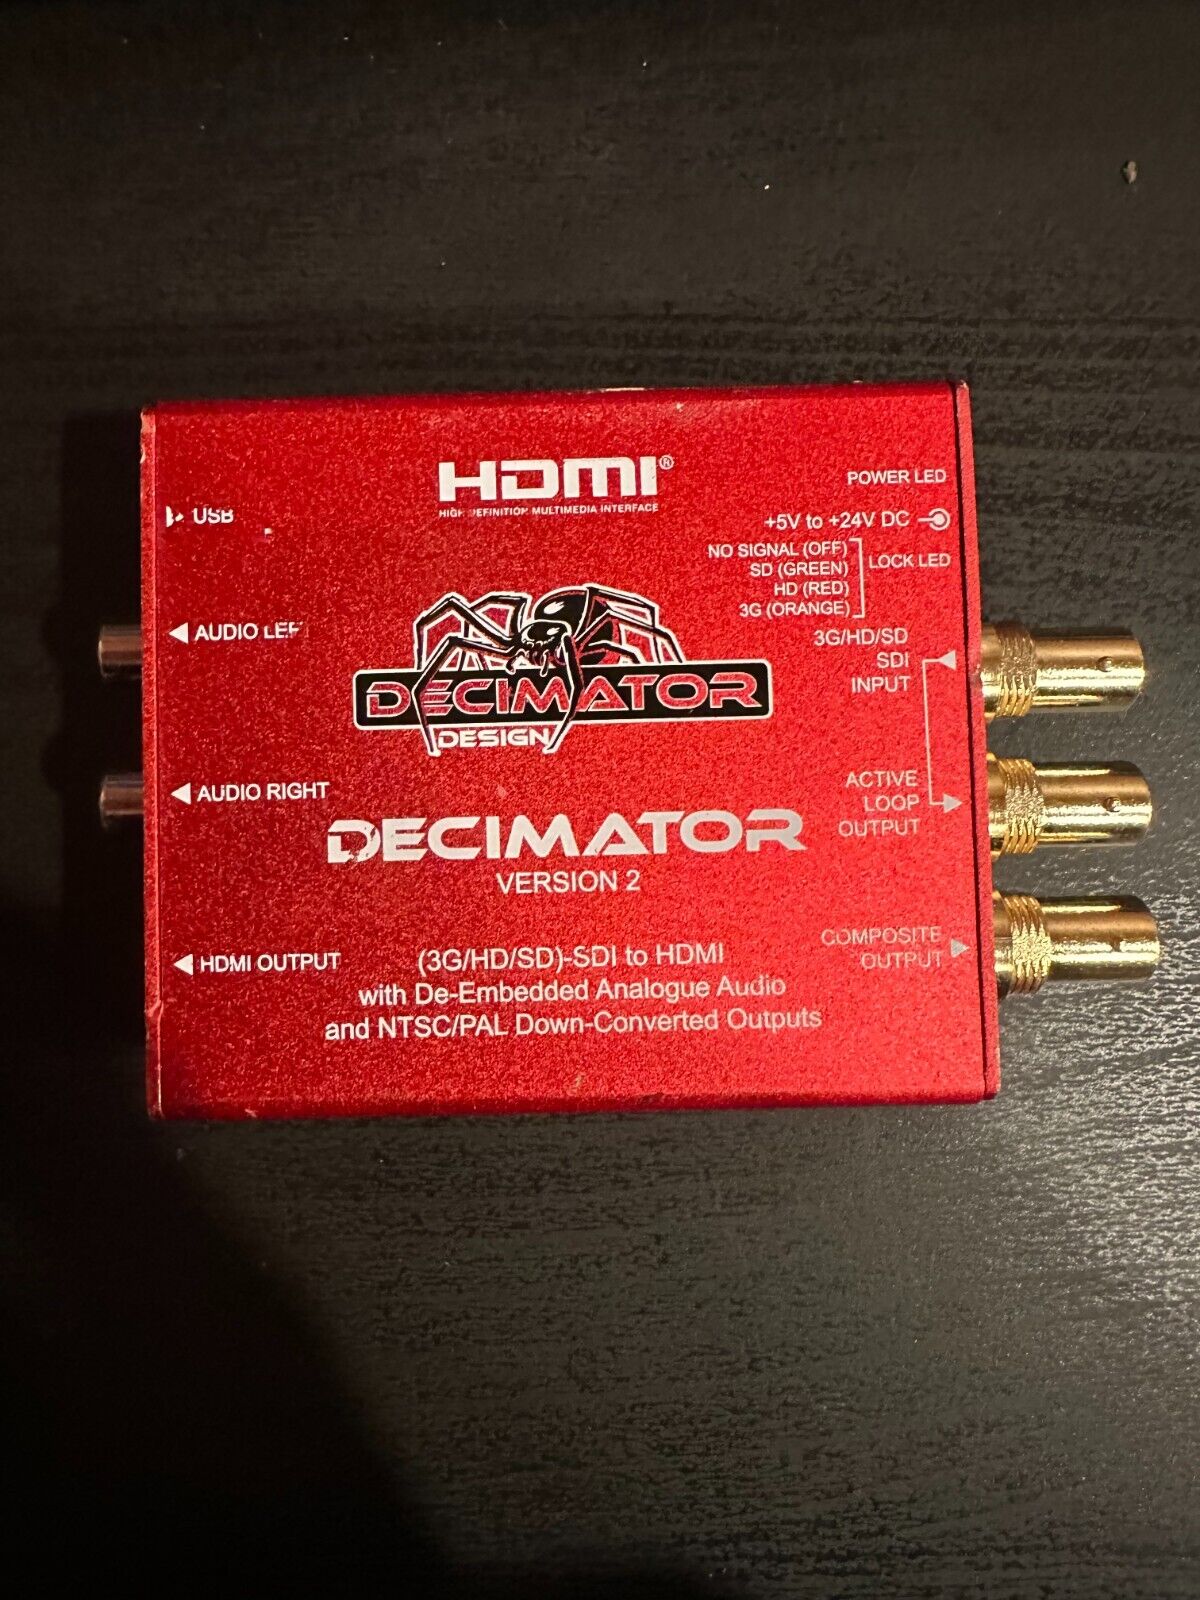 HDMI®
HIGH DEFINITION MULTIMEDIA INTERFACE
POWER LED
USB
+5V to +24V DC
NO SIGNAL (OFF)
SD (GREEN)
HD (RED)
3G (ORANGE)
LOCK LED
AUDIO LEFT
3G/HD/SD
SDI
INPUT
DECIMATOR
DESIGN
AUDIO RIGHT
ACTIVE
LOOP
OUTPUT
DECIMATOR
VERSION 2
HDMI OUTPUT
(3G/HD/SD)-SDI to HDMI
with De-Embedded Analogue Audio
and NTSC/PAL Down-Converted Outputs
COMPOSITE
OUTPUT